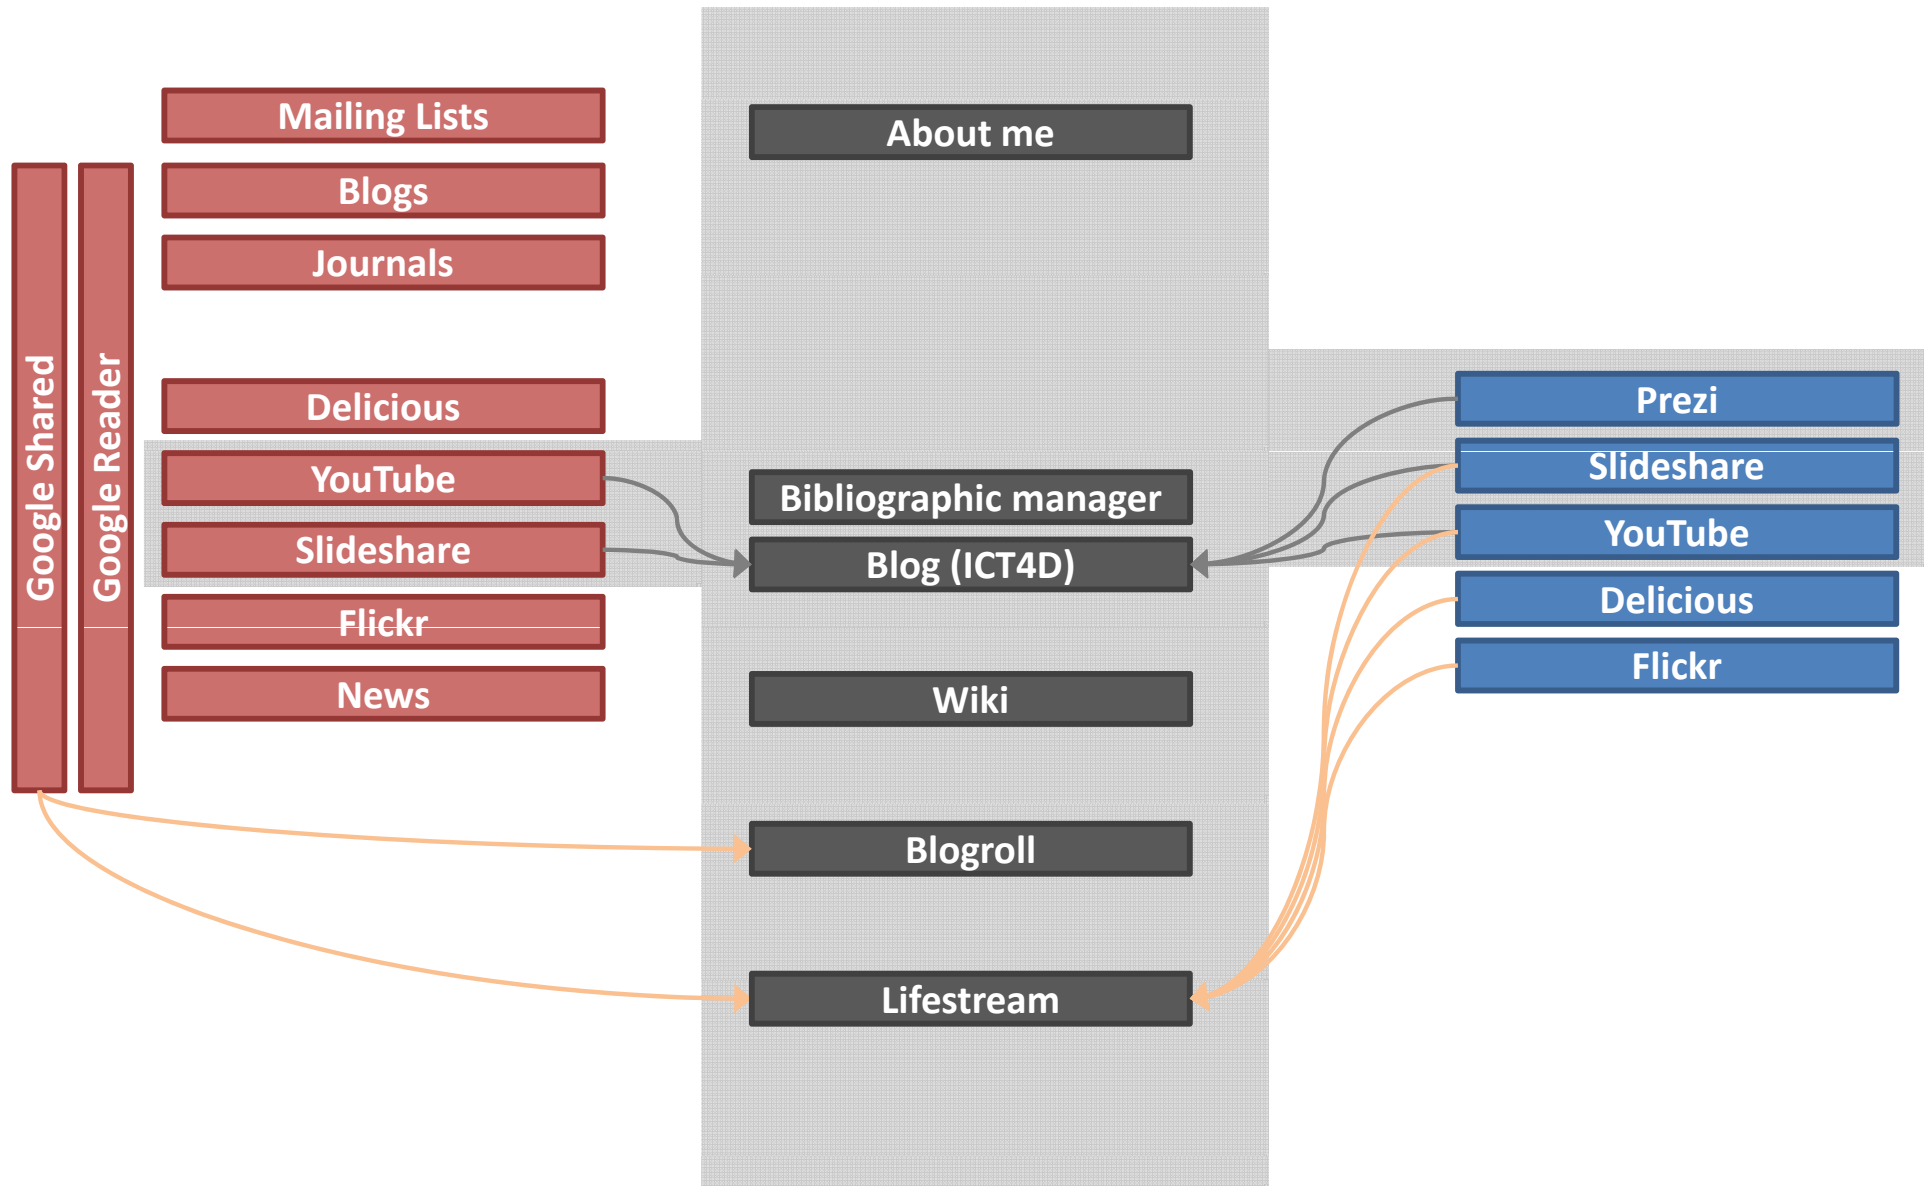 Google Shared
Google Reader
Mailing Lists
Blogs
Journals
Delicious
YouTube
Slideshare
Flickr
News
About me
Bibliographic manager
Blog (ICT4D)
Wiki
Blogroll
Lifestream
Prezi
Slideshare
YouTube
Delicious
Flickr